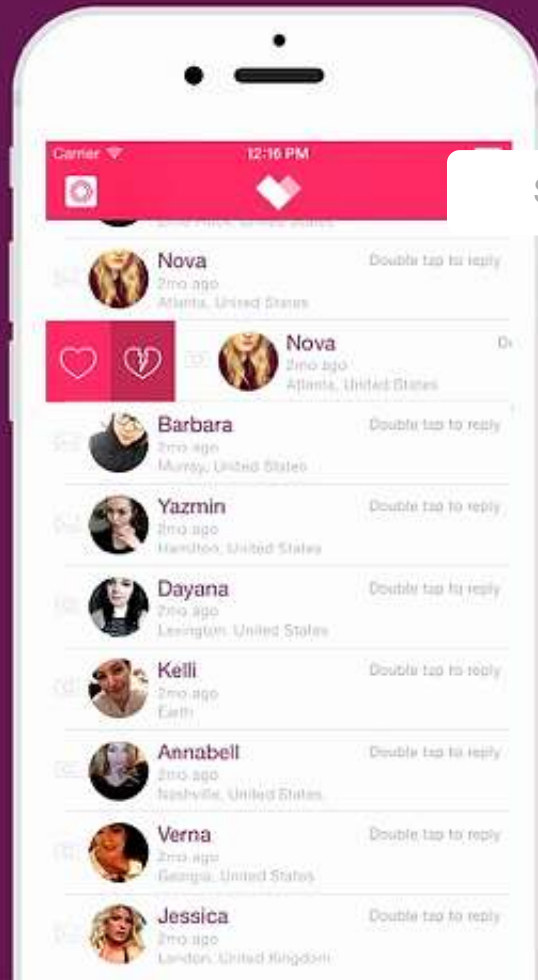 Carrier 12:16 PM
S
United States
Nova Double tap to reply
2mo ago
Atlanta, United States
Nova
2mo ago
Atlanta, United States
Barbara Double tap to reply
2mo ago
Murray, United States
Yazmin Double tap to reply
2mo ago
Hamilton, United States
Dayana Double tap to reply
2mo ago
Lexington, United States
Kelli Double tap to reply
2mo ago
Earth
Annabell Double tap to reply
2mo ago
Nashville, United States
Verna Double tap to reply
2mo ago
Georgia, United States
Jessica Double tap to reply
2mo ago
London, United Kingdom